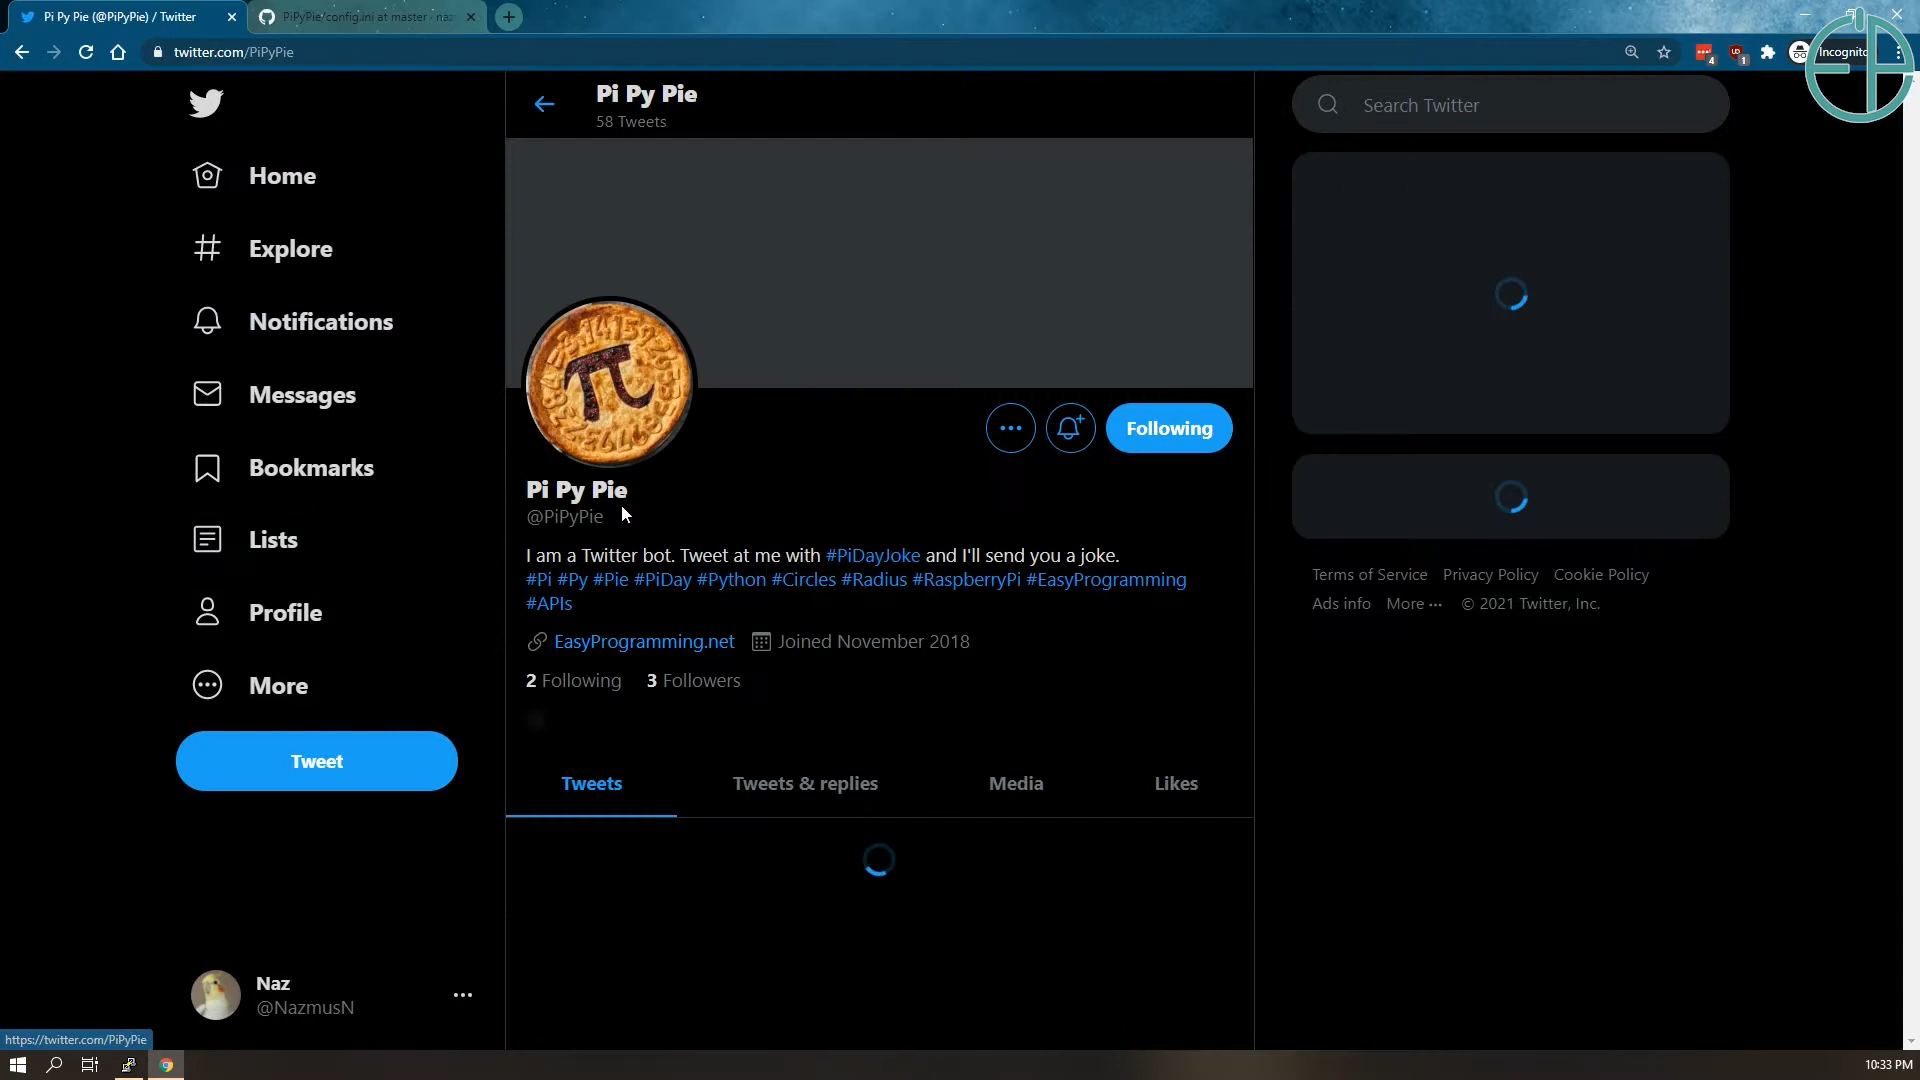 Pi Py Pie (@PiPyPie) / Twitter
PiPyPie/config.ini at master · naz
twitter.com/PiPyPie
4
1
Incognito
Pi Py Pie
58 Tweets
Search Twitter
Home
Explore
Notifications
Messages
Bookmarks
Lists
Profile
More
Tweet
π
Following
Pi Py Pie
@PiPyPie
I am a Twitter bot. Tweet at me with #PiDayJoke and I'll send you a joke.
#Pi #Py #Pie #PiDay #Python #Circles #Radius #RaspberryPi #EasyProgramming
#APIs
EasyProgramming.net Joined November 2018
2 Following 3 Followers
Tweets Tweets & replies Media Likes
Terms of Service Privacy Policy Cookie Policy
Ads info More ··· © 2021 Twitter, Inc.
Naz
@NazmusN
https://twitter.com/PiPyPie
10:33 PM